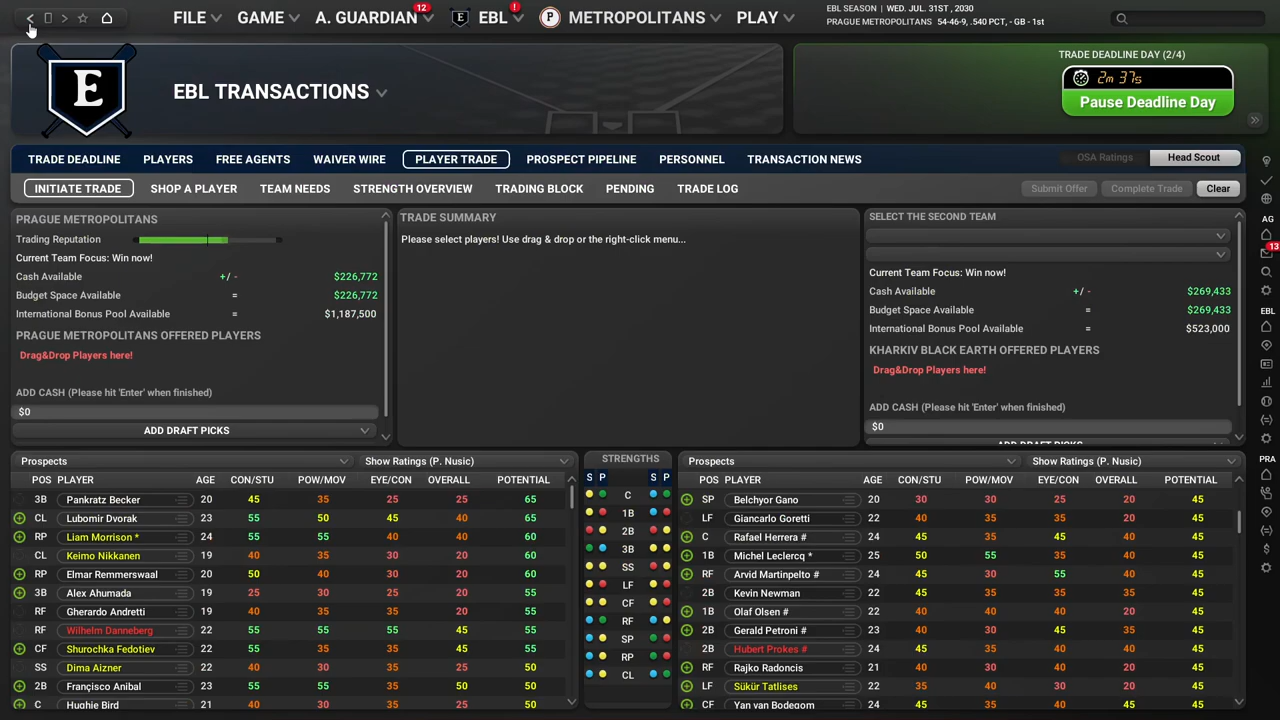 FILE GAME A. GUARDIAN 12 EBL ! METROPOLITANS PLAY
EBL SEASON | WED. JUL. 31ST , 2030
PRAGUE METROPOLITANS 54-46-9, .540 PCT, - GB - 1st
E
EBL TRANSACTIONS
TRADE DEADLINE DAY (2/4)
2m 37s
Pause Deadline Day
TRADE DEADLINE PLAYERS FREE AGENTS WAIVER WIRE PLAYER TRADE PROSPECT PIPELINE PERSONNEL TRANSACTION NEWS OSA Ratings Head Scout
INITIATE TRADE SHOP A PLAYER TEAM NEEDS STRENGTH OVERVIEW TRADING BLOCK PENDING TRADE LOG Submit Offer Complete Trade Clear
PRAGUE METROPOLITANS
Trading Reputation
Current Team Focus: Win now!
Cash Available +/- $226,772
Budget Space Available = $226,772
International Bonus Pool Available = $1,187,500
PRAGUE METROPOLITANS OFFERED PLAYERS
Drag&Drop Players here!
ADD CASH (Please hit 'Enter' when finished)
$0
ADD DRAFT PICKS
TRADE SUMMARY
Please select players! Use drag & drop or the right-click menu...
SELECT THE SECOND TEAM
Current Team Focus: Win now!
Cash Available +/- $269,433
Budget Space Available = $269,433
International Bonus Pool Available = $523,000
KHARKIV BLACK EARTH OFFERED PLAYERS
Drag&Drop Players here!
ADD CASH (Please hit 'Enter' when finished)
$0
ADD DRAFT PICKS
Prospects Show Ratings (P. Nusic)
POS PLAYER AGE CON/STU POW/MOV EYE/CON OVERALL POTENTIAL
3B Pankratz Becker 20 45 35 25 25 65
CL Lubomir Dvorak 23 55 50 45 40 65
RP Liam Morrison * 24 55 55 40 40 60
CL Keimo Nikkanen 19 40 35 30 20 60
RP Elmar Remmerswaal 20 50 40 30 20 60
3B Alex Ahumada 19 45 35 25 20 55
RF Gherardo Andretti 19 40 35 35 20 55
RF Wilhelm Danneberg 22 55 55 55 45 55
CF Shurochka Fedotiev 22 55 35 55 45 55
SS Dima Aizner 22 40 30 35 20 50
2B Françisco Anibal 23 55 55 35 25 50
C Hughie Bird 21 40 30 40 20 50
STRENGTHS
S P S P
C
1B
2B
3B
SS
LF
CF
RF
SP
RP
CL
Prospects Show Ratings (P. Nusic)
PLAYER AGE CON/STU POW/MOV EYE/CON OVERALL POTENTIAL
SP Belchyor Gano 20 30 30 25 20 45
LF Giancarlo Goretti 22 40 35 35 20 45
C Rafael Herrera # 24 45 35 45 40 45
1B Michel Leclercq * 25 50 55 35 40 45
RF Arvid Martinpelto # 24 45 30 55 40 45
2B Kevin Newman 22 45 35 35 40 45
1B Olaf Olsen # 22 40 40 40 20 45
2B Gerald Petroni # 23 40 45 35 40 45
2B Hubert Prokes # 24 45 35 35 35 45
RF Rajko Radoncis 21 40 30 40 20 45
LF Sükür Tatlises 22 35 40 30 20 45
CF Yan van Bodegom 24 45 35 40 40 45
AG
13
EBL
PRA